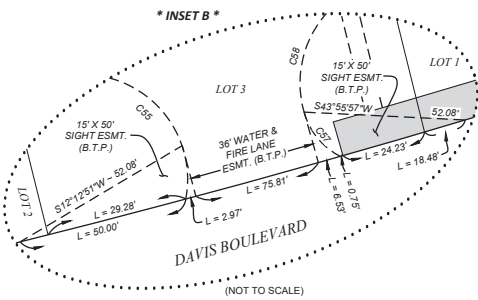 * INSET B *
C58
LOT 1
15' X 50'
SIGHT ESMT.
(B.T.P.)
LOT 3
S43°55'57"W
52.08'
C55
15' X 50'
SIGHT ESMT.
(B.T.P.)
36' WATER &
FIRE LANE
ESMT. (B.T.P.)
C57
S12°12'51"W ~ 52.08'
L = 24.23'
L = 18.48'
L = 0.75'
L = 6.53'
L = 75.81'
LOT 2
L = 29.28'
L = 2.97'
L = 50.00'
DAVIS BOULEVARD
(NOT TO SCALE)